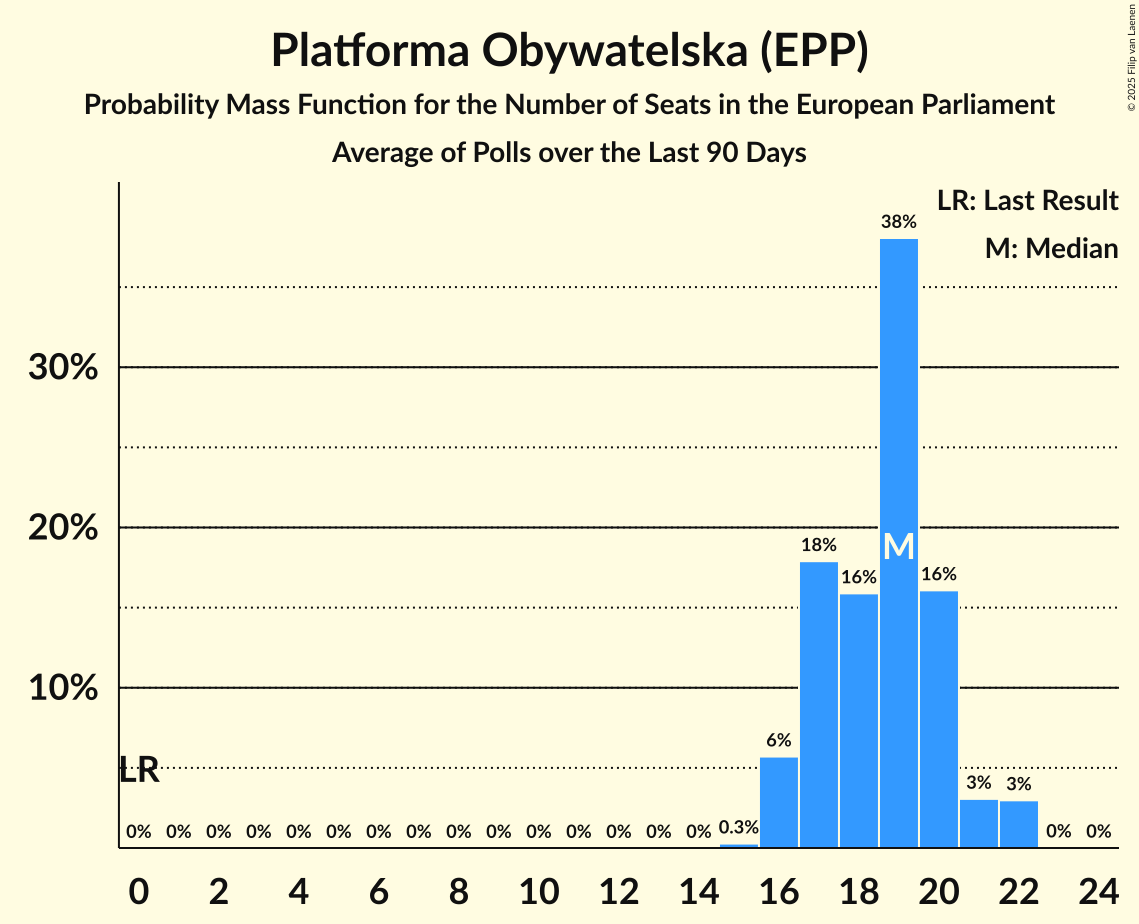 Platforma Obywatelska (EPP)
Probability Mass Function for the Number of Seats in the European Parliament
Average of Polls over the Last 90 Days
© 2025 Filip van Laenen
LR: Last Result
M: Median
38%
30%
20%
M
18%
16%
16%
10%
6%
LR
3%
3%
0% 0% 0% 0% 0% 0% 0% 0% 0% 0% 0% 0% 0% 0% 0% 0.3% 0% 0%
0 2 4 6 8 10 12 14 16 18 20 22 24